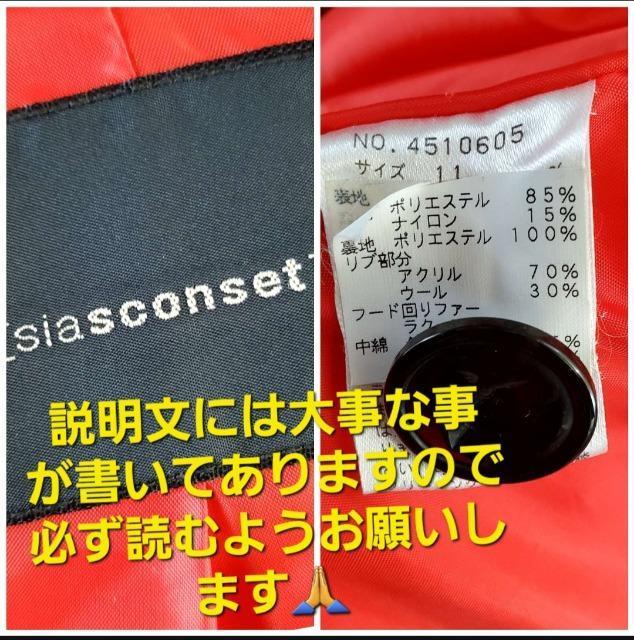 [siasconset]
NO. 4510605
サイズ 11
表地 ポリエステル 85%
ナイロン 15%
裏地 ポリエステル 100%
リブ部分
アクリル 70%
ウール 30%
フード回りファー
ラク
中綿
説明文には大事な事
が書いてありますので
必ず読むようお願いし
ます🙏